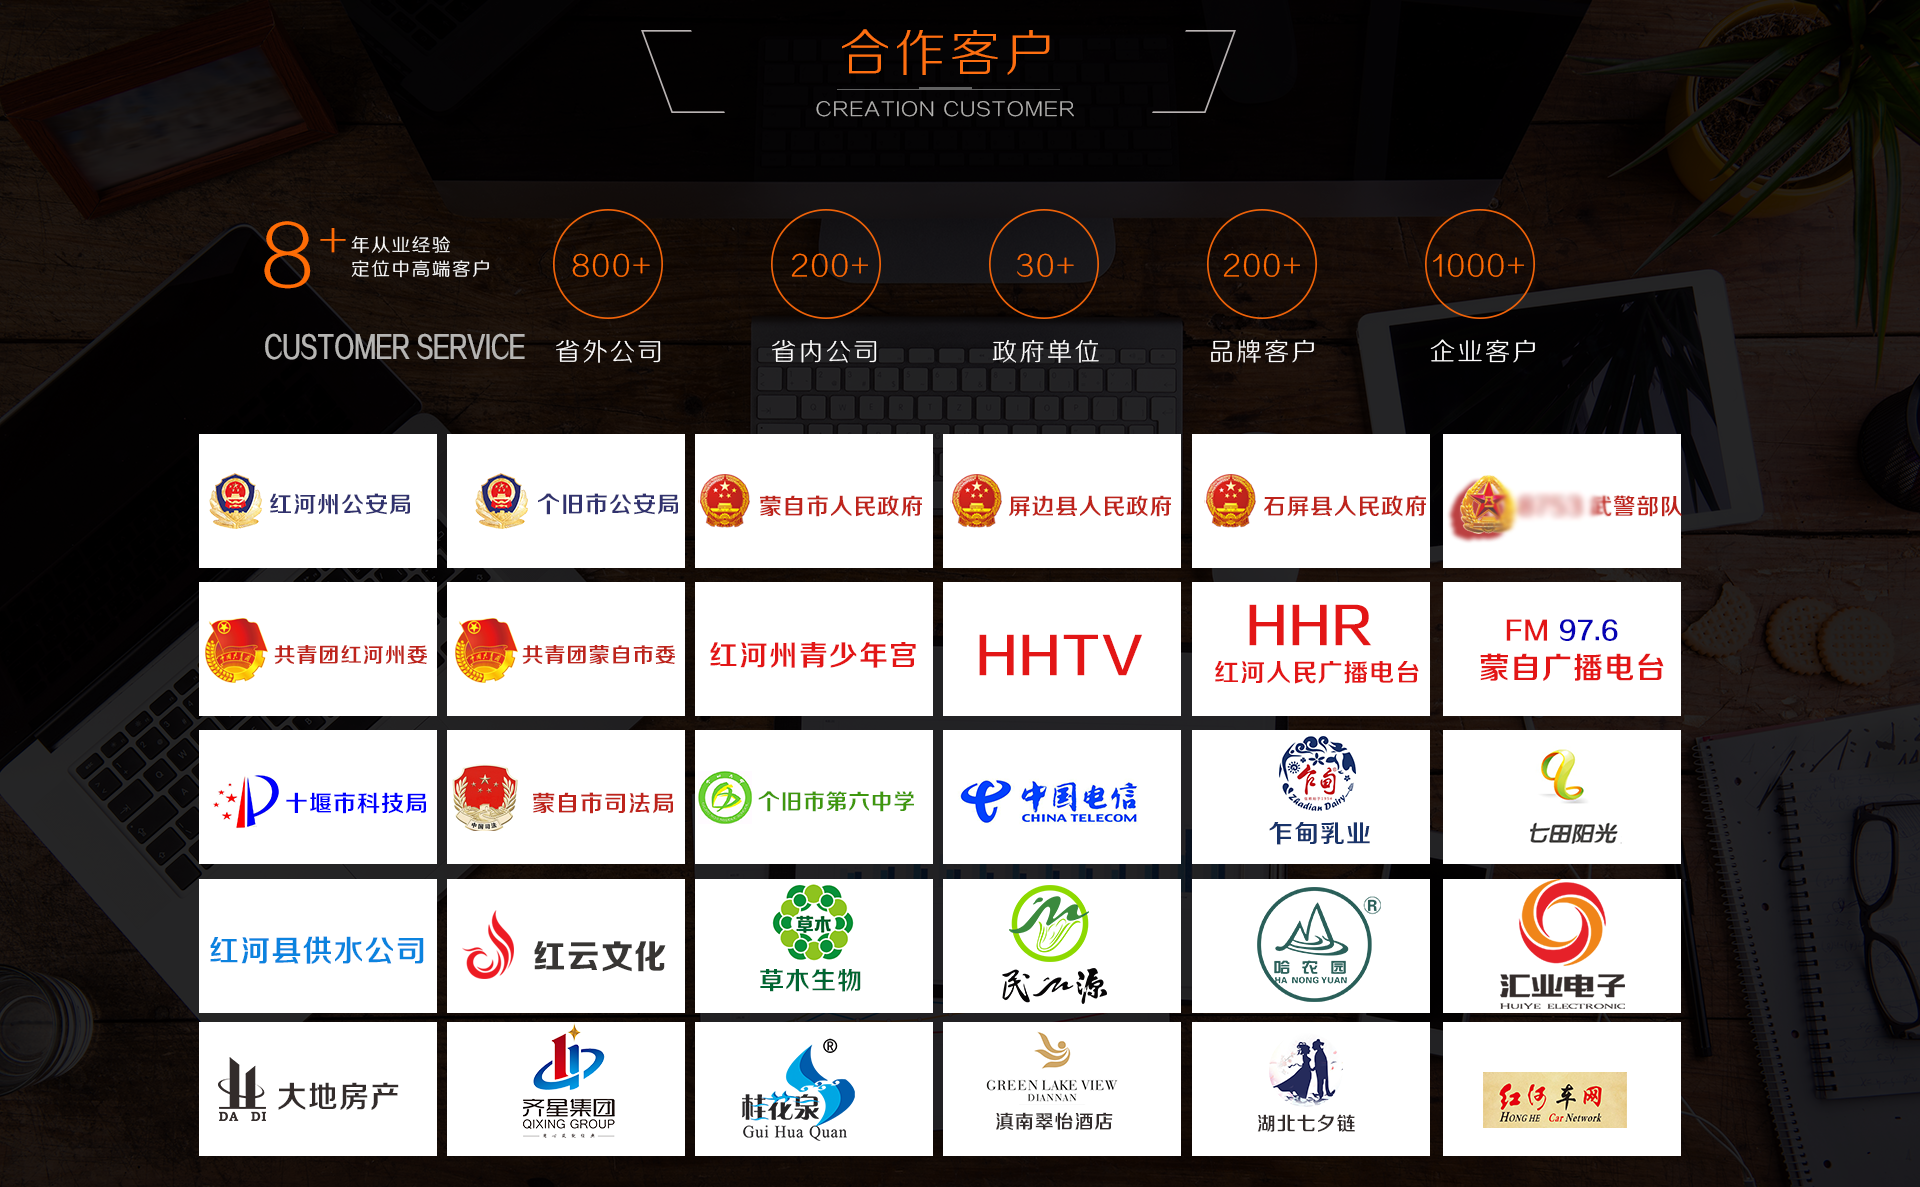 合作客户
CREATION CUSTOMER
8+ 年从业经验
定位中高端客户
CUSTOMER SERVICE
800+
200+
30+
200+
1000+
省外公司
省内公司
政府单位
品牌客户
企业客户
红河州公安局
个旧市公安局
蒙自市人民政府
屏边县人民政府
石屏县人民政府
8753 武警部队
共青团红河州委
共青团蒙自市委
红河州青少年宫
HHTV
HHR
红河人民广播电台
FM 97.6
蒙自广播电台
十堰市科技局
中国司法
蒙自市司法局
个旧市第六中学
中国电信
CHINA TELECOM
乍甸
Zhadian Dairy
乍甸乳业
七田阳光
红河县供水公司
红云文化
草木
草木生物
民心源
哈农园
HA NONG YUAN
®
汇业电子
HUIYE ELECTRONIC
DA DI
大地房产
齐星集团
QIXING GROUP
®
桂花泉
Gui Hua Quan
GREEN LAKE VIEW
DIANNAN
滇南翠怡酒店
湖北七夕链
红河车网
HONG HE Car Network